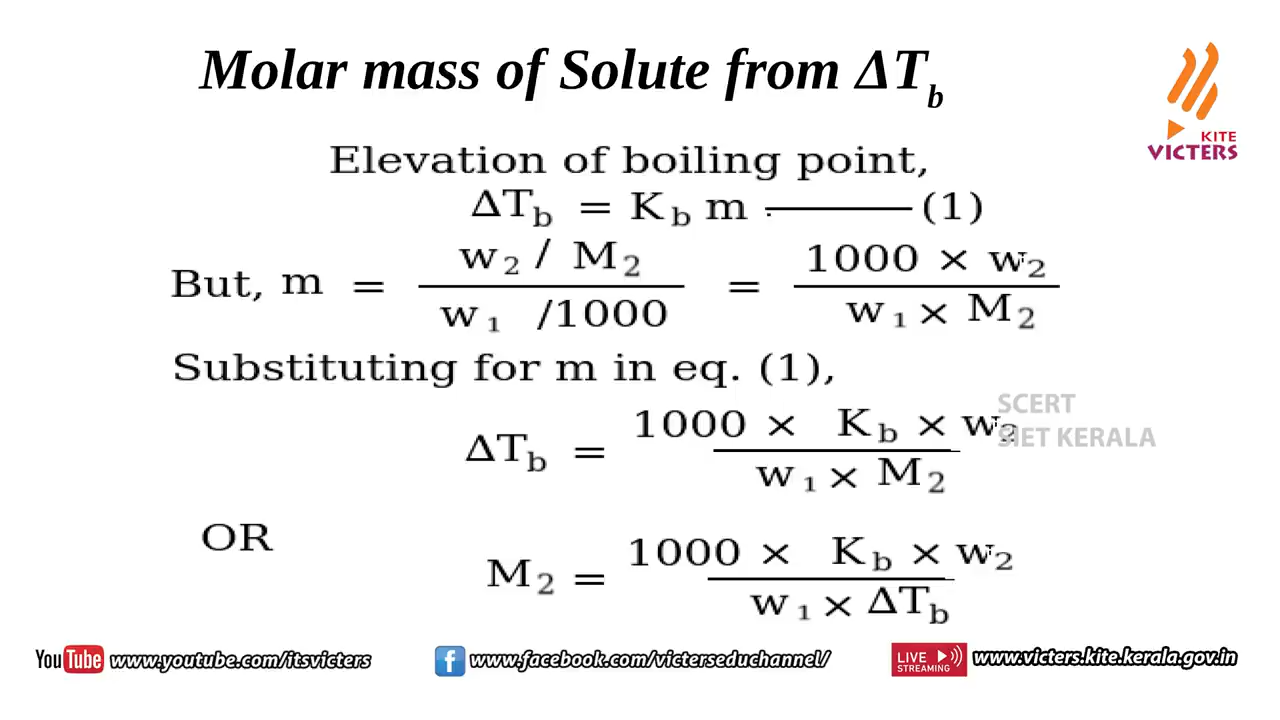 Molar mass of Solute from ΔTb
KITE
VICTERS
Elevation of boiling point,
ΔTb = Kb m ——— (1)
But, m = w2 / M2 / w1 /1000 = 1000 × w2 / w1 × M2
Substituting for m in eq. (1),
SCERT
SIET KERALA
ΔTb = 1000 × Kb × w2 / w1 × M2
OR
M2 = 1000 × Kb × w2 / w1 × ΔTb
YouTube www.youtube.com/itsvicters
f www.facebook.com/victerseduchannel/
LIVE STREAMING www.victers.kite.kerala.gov.in